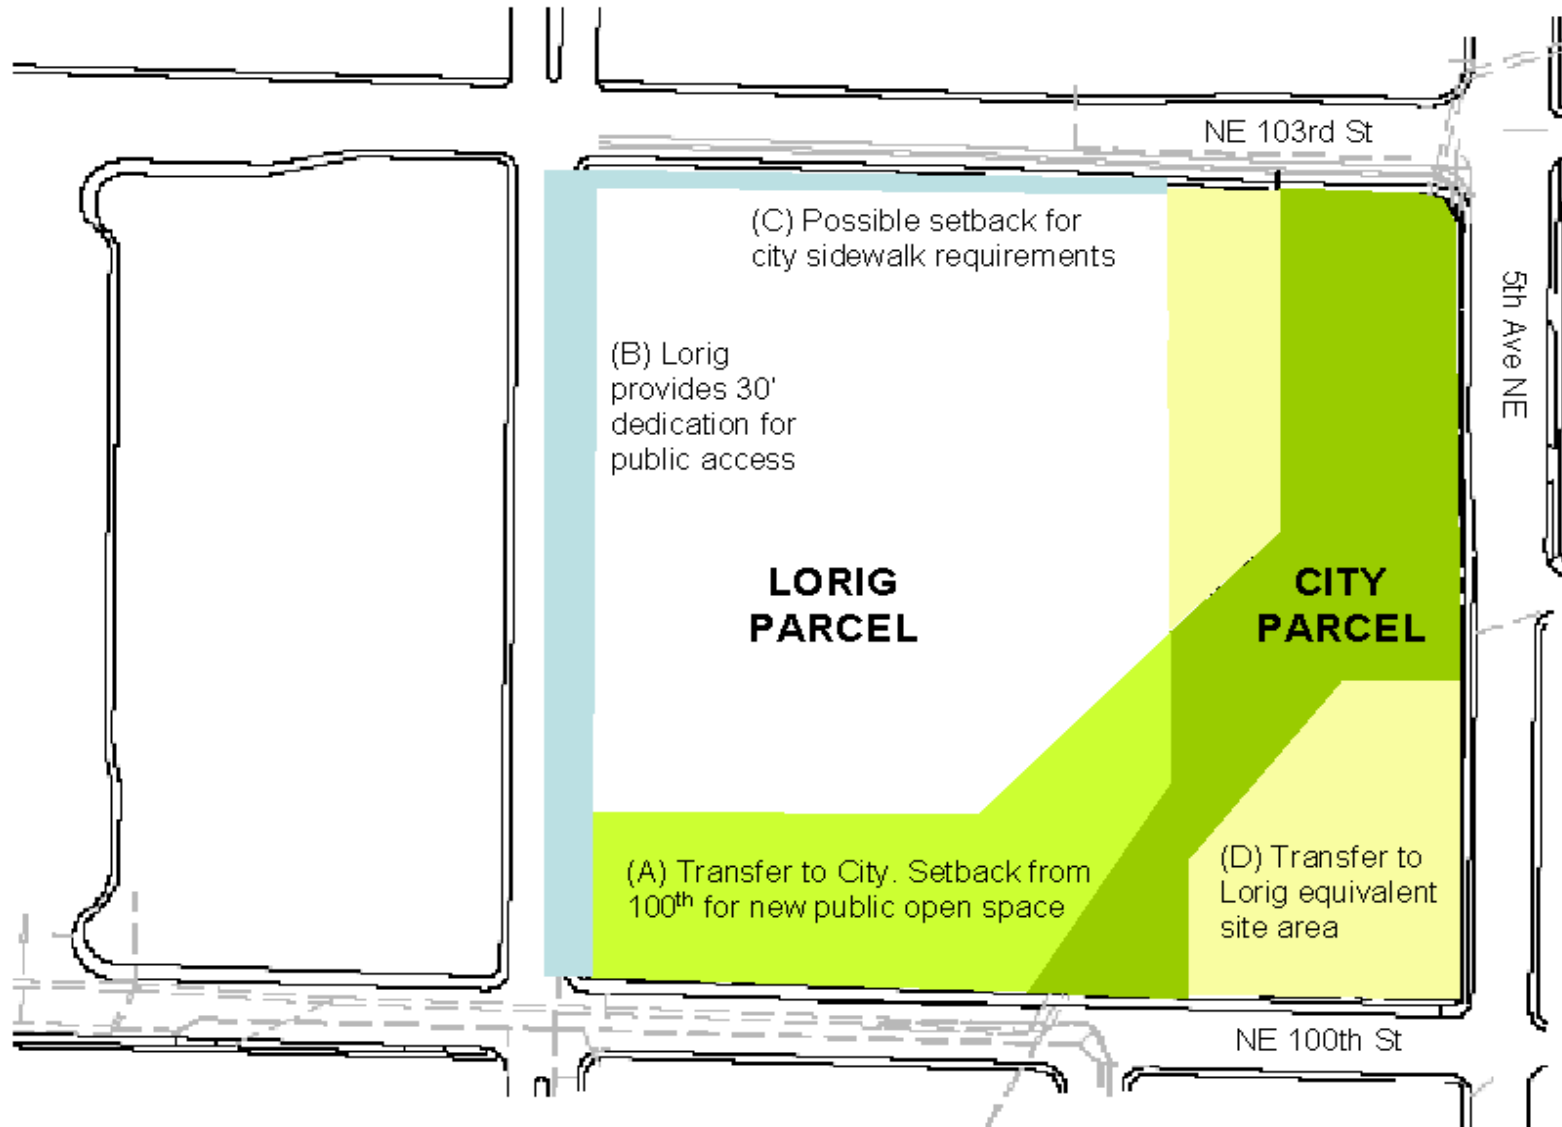 NE 103rd St
(C) Possible setback for
city sidewalk requirements
5th Ave NE
(B) Lorig
provides 30'
dedication for
public access
LORIG
PARCEL
CITY
PARCEL
(A) Transfer to City. Setback from
100th for new public open space
(D) Transfer to
Lorig equivalent
site area
NE 100th St